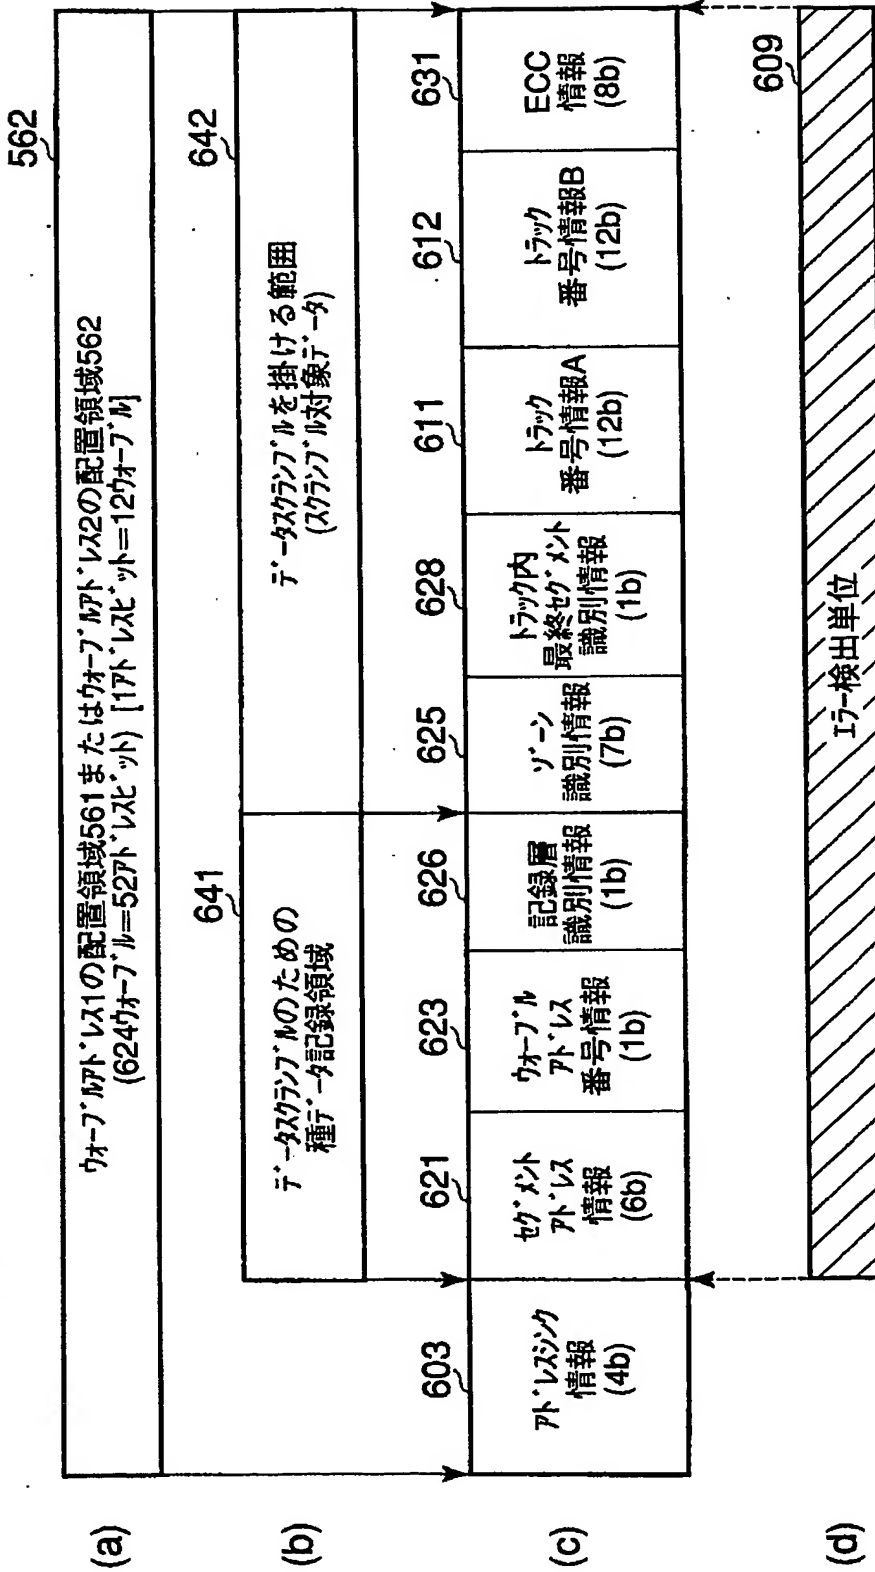 (a)
562
ウォーブルアドレス1の配置領域561またはウォーブルアドレス2の配置領域562
(624ウォーブル=52アドレスビット) [1アドレスビット=12ウォーブル]
(b)
641
データスクランブルのための
種データ記録領域
642
データスクランブルを掛ける範囲
(スクランブル対象データ)
(c)
603
アドレスシンク
情報
(4b)
621
セグメント
アドレス
情報
(6b)
623
ウォーブル
アドレス
番号情報
(1b)
626
記録層
識別情報
(1b)
625
ゾーン
識別情報
(7b)
628
トラック内
最終セグメント
識別情報
(1b)
611
トラック
番号情報A
(12b)
612
トラック
番号情報B
(12b)
631
ECC
情報
(8b)
(d)
609
エラー検出単位